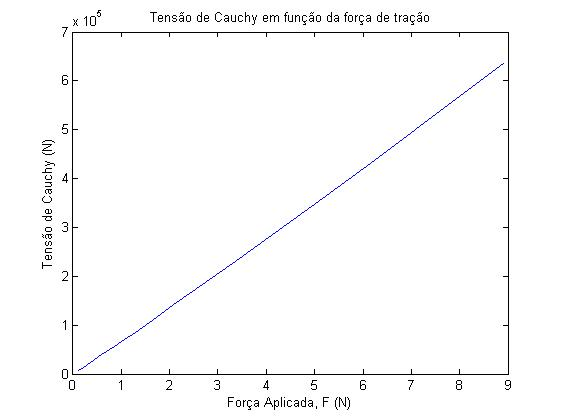 Tensão de Cauchy em função da força de tração
x 10^5
7
6
5
4
3
2
1
0
Tensão de Cauchy (N)
0 1 2 3 4 5 6 7 8 9
Força Aplicada, F (N)